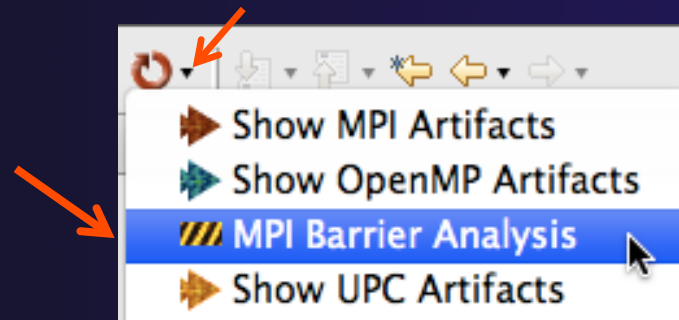 Show MPI Artifacts
Show OpenMP Artifacts
MPI Barrier Analysis
Show UPC Artifacts